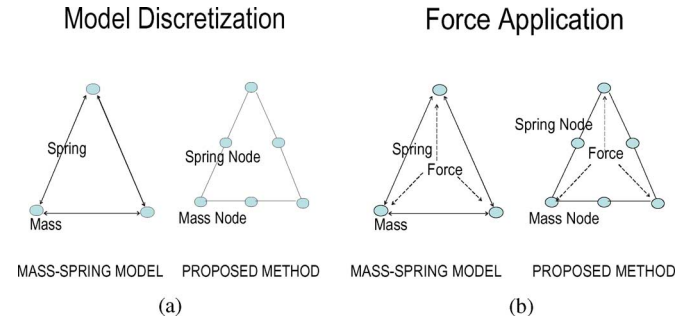 Model Discretization
Force Application
Spring
Spring Node
Mass
Mass Node
MASS-SPRING MODEL
PROPOSED METHOD
(a)
Spring Node
Spring
Force
Force
Mass
Mass Node
MASS-SPRING MODEL
PROPOSED METHOD
(b)